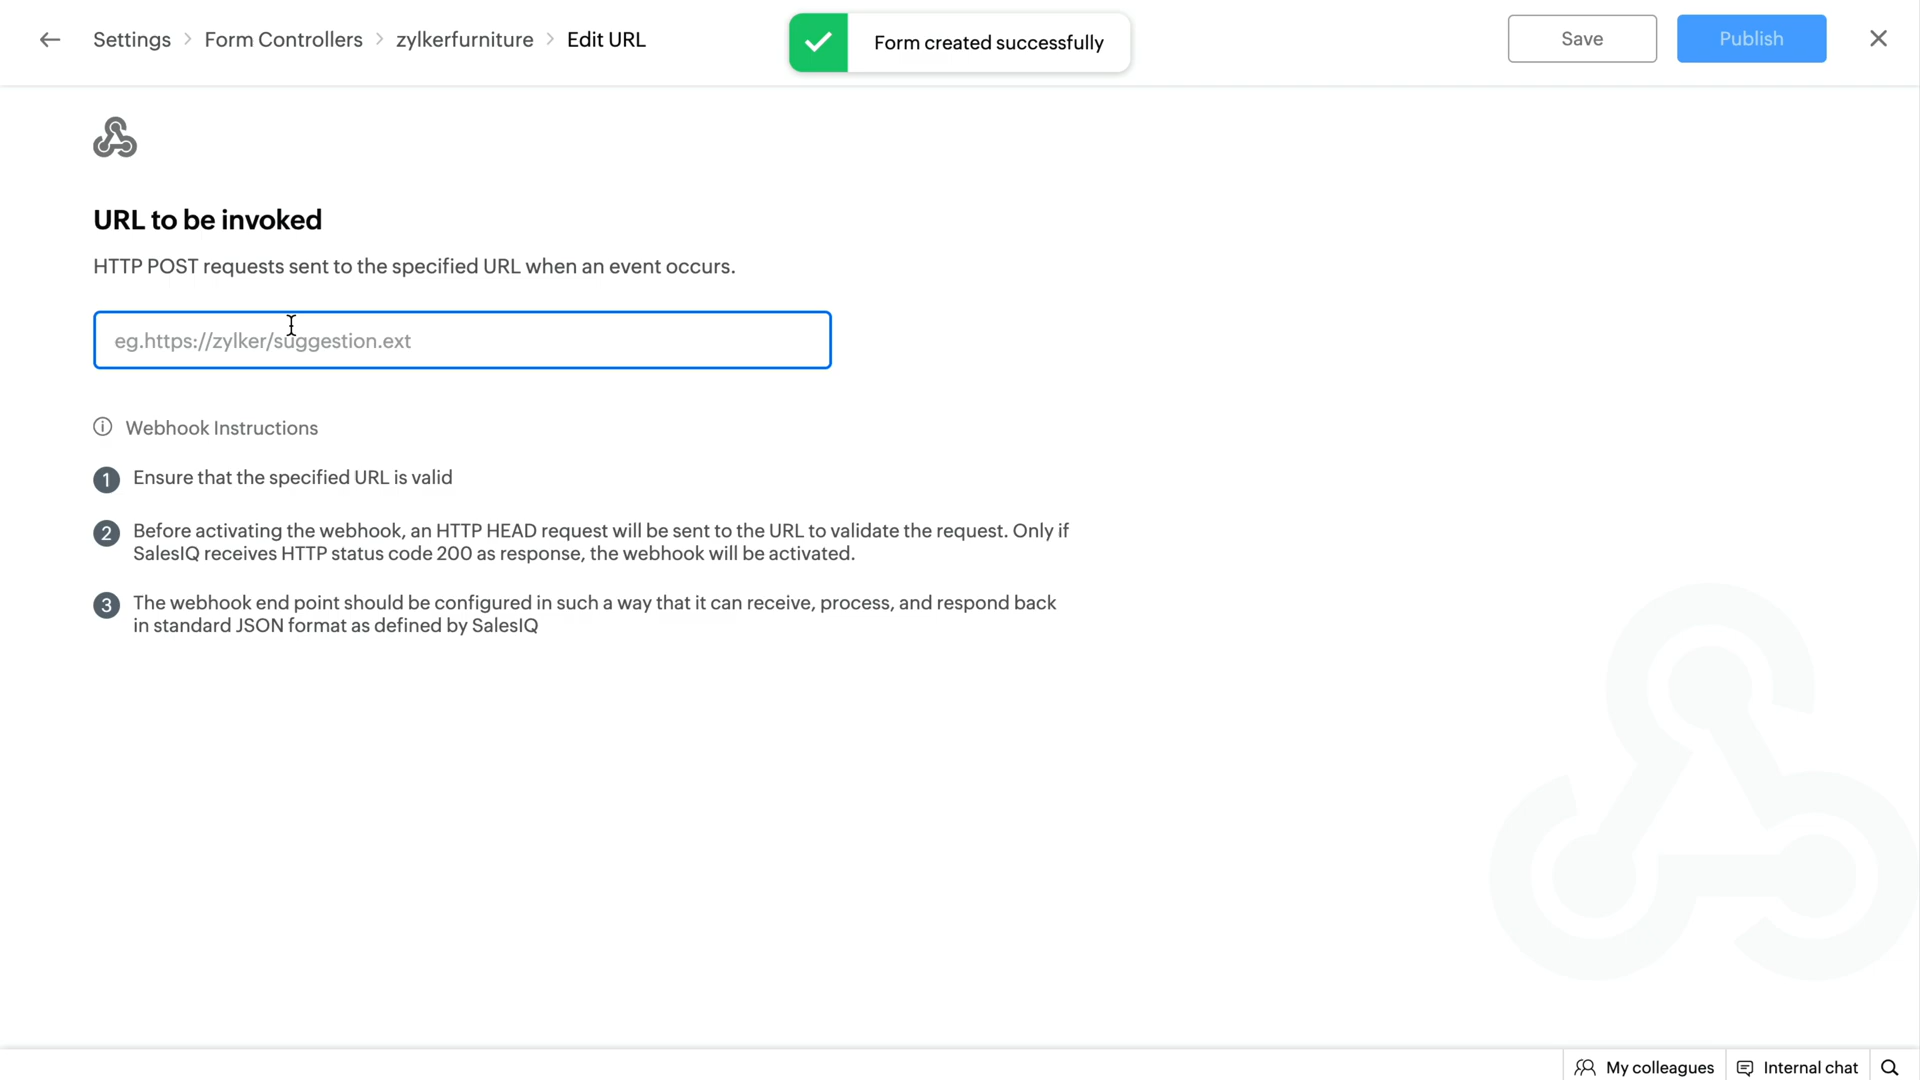 Settings > Form Controllers > zylkerfurniture > Edit URL
Form created successfully
Save
Publish
URL to be invoked
HTTP POST requests sent to the specified URL when an event occurs.
eg.https://zylker/suggestion.ext
Webhook Instructions
1 Ensure that the specified URL is valid
2 Before activating the webhook, an HTTP HEAD request will be sent to the URL to validate the request. Only if
SalesIQ receives HTTP status code 200 as response, the webhook will be activated.
3 The webhook end point should be configured in such a way that it can receive, process, and respond back
in standard JSON format as defined by SalesIQ
My colleagues
Internal chat